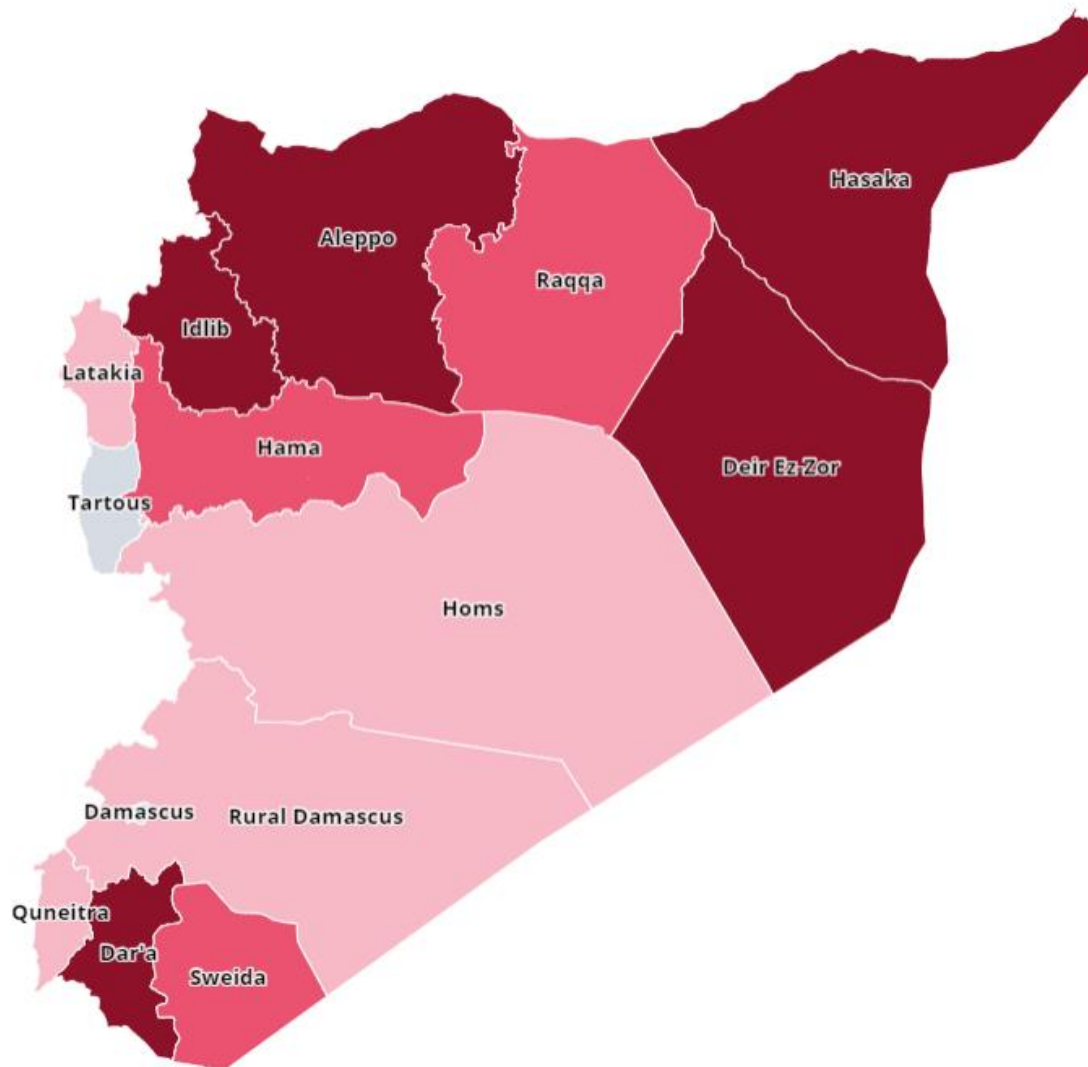 Hasaka
Aleppo
Raqqa
Idlib
Latakia
Hama
Deir Ez-Zor
Tartous
Homs
Damascus
Rural Damascus
Quneitra
Dar'a
Sweida